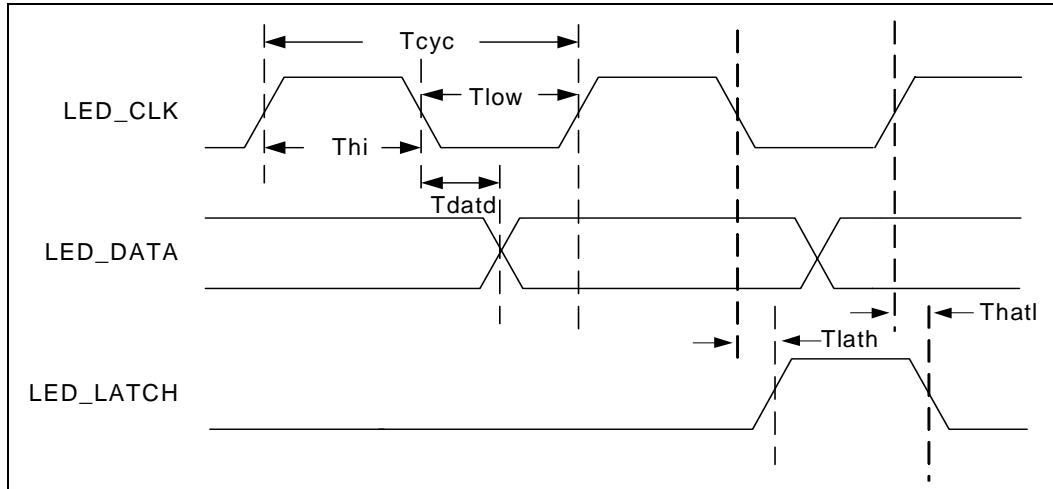 Tcyc
LED_CLK
Tlow
Thi
Tdatd
LED_DATA
Thatl
Tlath
LED_LATCH